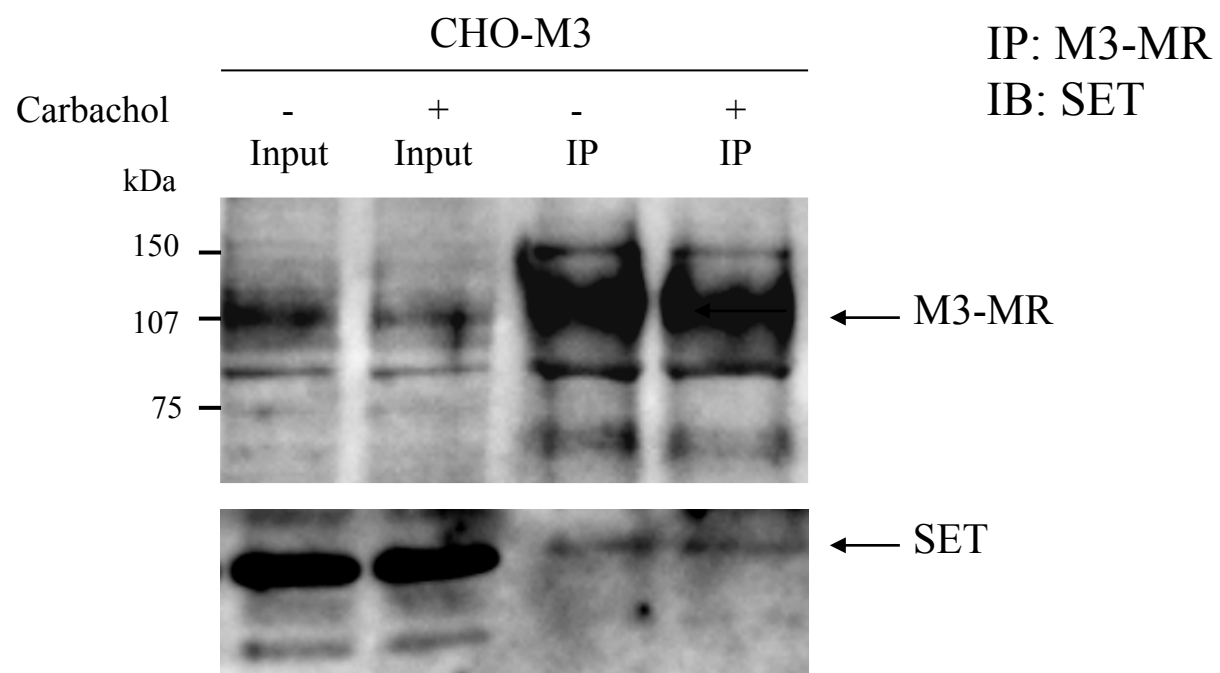 CHO-M3
IP: M3-MR
IB: SET
Carbachol - + - +
Input Input IP IP
kDa
150
107
M3-MR
75
SET